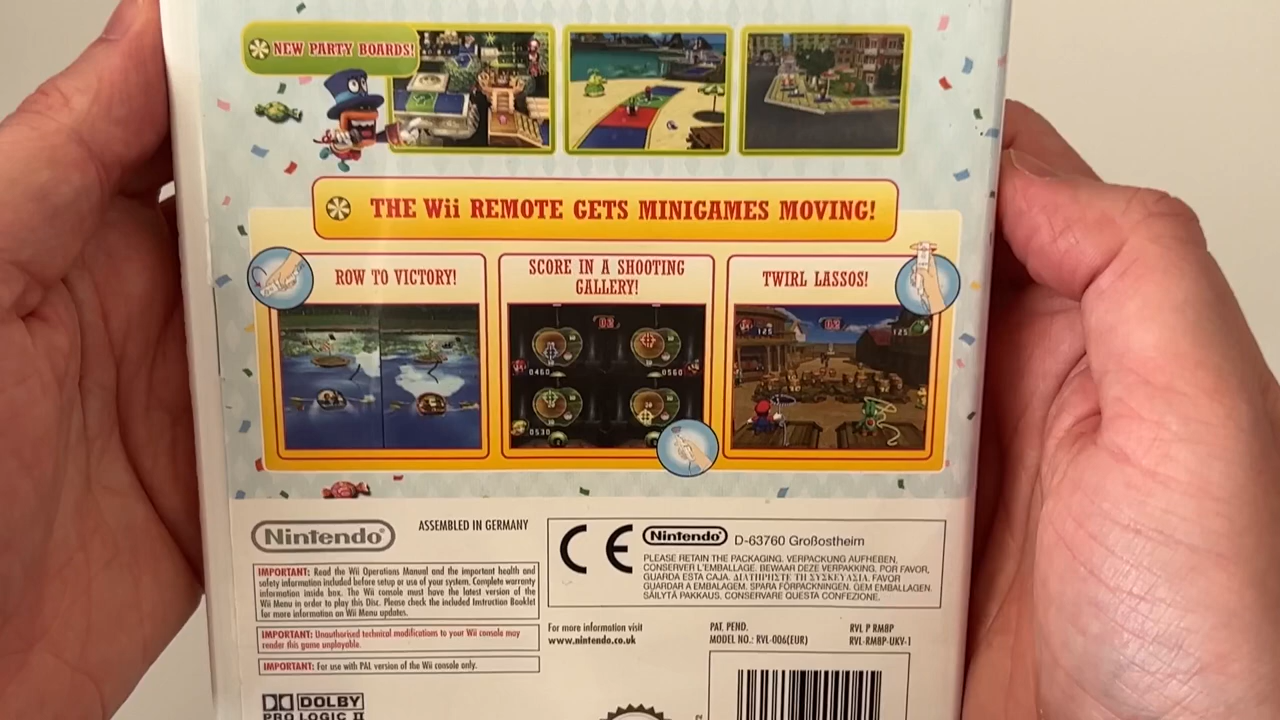 NEW PARTY BOARDS!
THE Wii REMOTE GETS MINIGAMES MOVING!
ROW TO VICTORY!
SCORE IN A SHOOTING
GALLERY!
TWIRL LASSOS!
02
0460
0560
0530
02
125
125
Nintendo®
ASSEMBLED IN GERMANY
CE
Nintendo®
D-63760 Großostheim
PLEASE RETAIN THE PACKAGING. VERPACKUNG AUFHEBEN.
CONSERVER L'EMBALLAGE. BEWAAR DEZE VERPAKKING. POR FAVOR,
GUARDA ESTA CAJA. ΔΙΑΤΗΡΗΣΤΕ ΤΗ ΣΥΣΚΕΥΑΣΙΑ. FAVOR
GUARDAR A EMBALAGEM. SPARA FÖRPACKNINGEN. GEM EMBALLAGEN.
SÄILYTÄ PAKKAUS. CONSERVARE QUESTA CONFEZIONE.
IMPORTANT: Read the Wii Operations Manual and the important health and
safety information included before setup or use of your system. Complete warranty
information inside box. The Wii console must have the latest version of the
Wii Menu in order to play this Disc. Please check the included Instruction Booklet
for more information on Wii Menu updates.
IMPORTANT: Unauthorised technical modifications to your Wii console may
render this game unplayable.
IMPORTANT: For use with PAL version of the Wii console only.
For more information visit
www.nintendo.co.uk
PAT. PEND.
MODEL NO.: RVL-006(EUR)
RVL P RM8P
RVL-RM8P-UKV-1
DOLBY
PRO LOGIC II